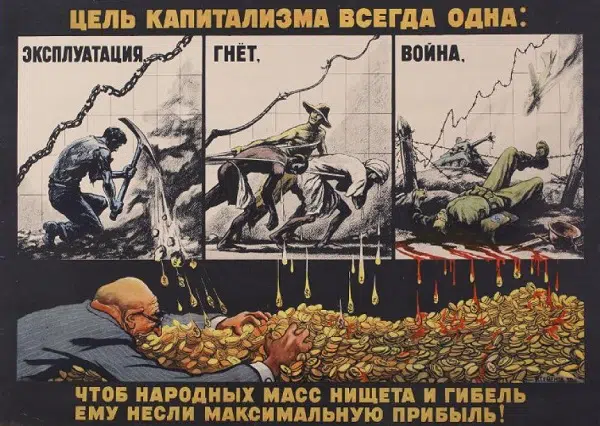 ЦЕЛЬ КАПИТАЛИЗМА ВСЕГДА ОДНА:
ЭКСПЛУАТАЦИЯ,
ГНЁТ,
ВОЙНА,
ЧТОБ НАРОДНЫХ МАСС НИЩЕТА И ГИБЕЛЬ
ЕМУ НЕСЛИ МАКСИМАЛЬНУЮ ПРИБЫЛЬ!